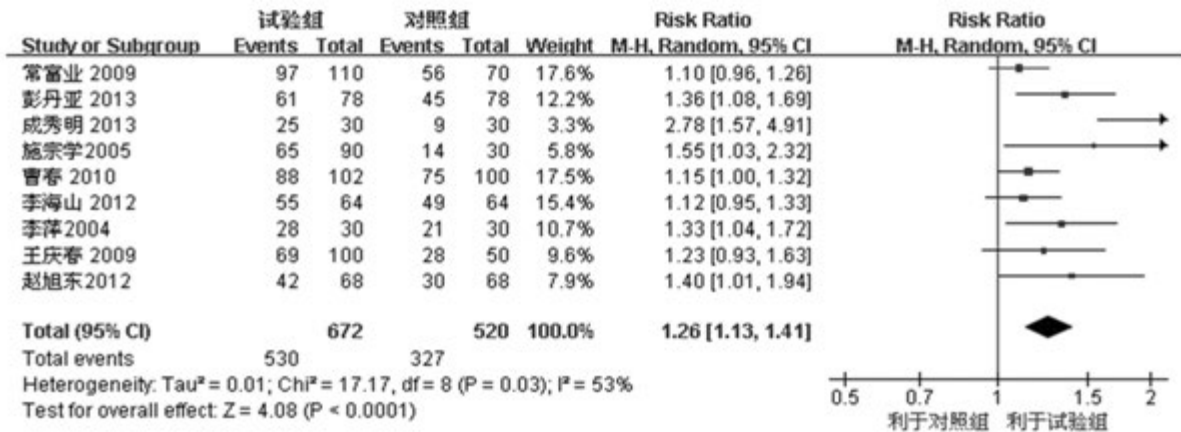 试验组 对照组 Risk Ratio Risk Ratio
Study or Subgroup Events Total Events Total Weight M-H, Random, 95% CI M-H, Random, 95% CI
常富业 2009 97 110 56 70 17.6% 1.10 [0.96, 1.26]
彭丹亚 2013 61 78 45 78 12.2% 1.36 [1.08, 1.69]
成秀明 2013 25 30 9 30 3.3% 2.78 [1.57, 4.91]
施宗学2005 65 90 14 30 5.8% 1.55 [1.03, 2.32]
曹春 2010 88 102 75 100 17.5% 1.15 [1.00, 1.32]
李海山 2012 55 64 49 64 15.4% 1.12 [0.95, 1.33]
李萍2004 28 30 21 30 10.7% 1.33 [1.04, 1.72]
王庆春 2009 69 100 28 50 9.6% 1.23 [0.93, 1.63]
赵旭东2012 42 68 30 68 7.9% 1.40 [1.01, 1.94]
Total (95% CI) 672 520 100.0% 1.26 [1.13, 1.41]
Total events 530 327
Heterogeneity: Tau² = 0.01; Chi² = 17.17, df = 8 (P = 0.03); I² = 53%
Test for overall effect: Z = 4.08 (P < 0.0001)
0.5 0.7 1 1.5 2
利于对照组 利于试验组